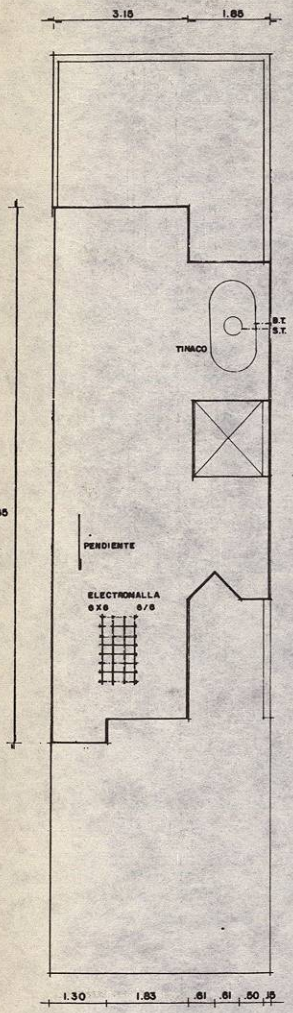 3.15 1.85
B.T.
S.T.
TINACO
PENDIENTE
ELECTROMALLA
6X6 6/6
1.30 1.83 .61 .61 .50 .15